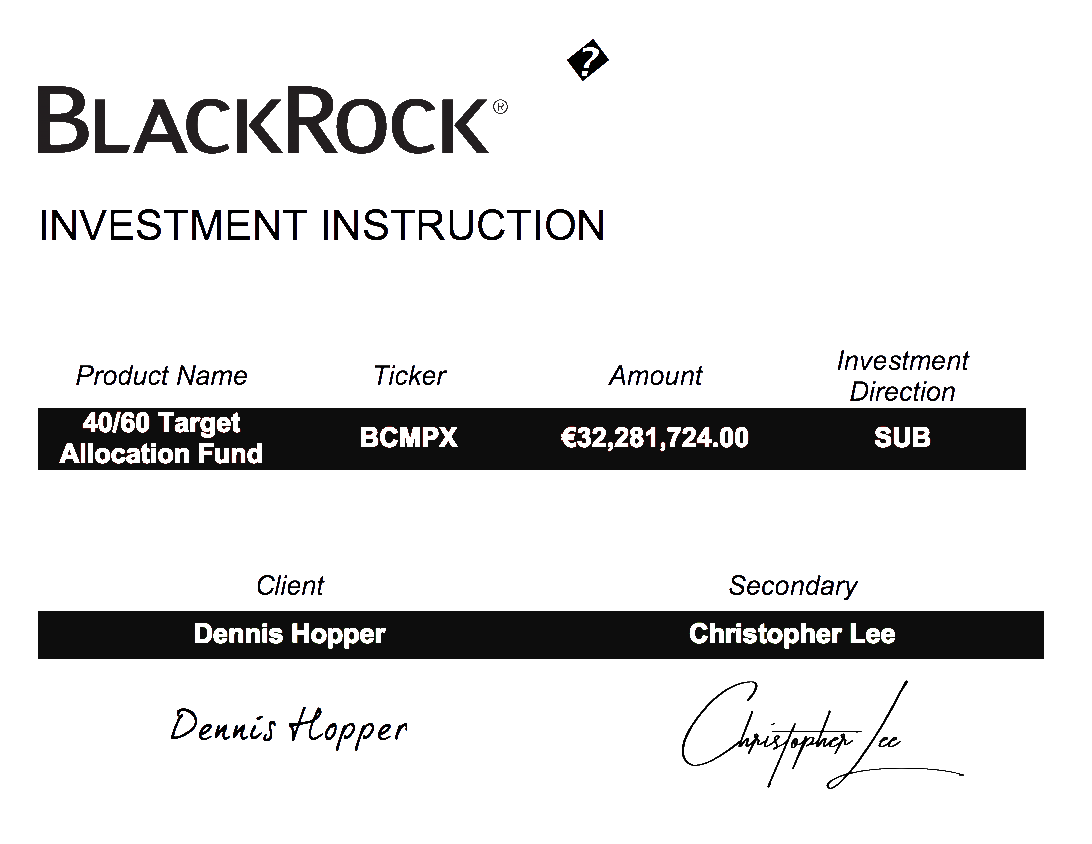 �
BLACKROCK®
INVESTMENT INSTRUCTION
Product Name Ticker Amount Investment Direction
40/60 Target Allocation Fund BCMPX €32,281,724.00 SUB
Client Secondary
Dennis Hopper Christopher Lee
Dennis Hopper Christopher Lee